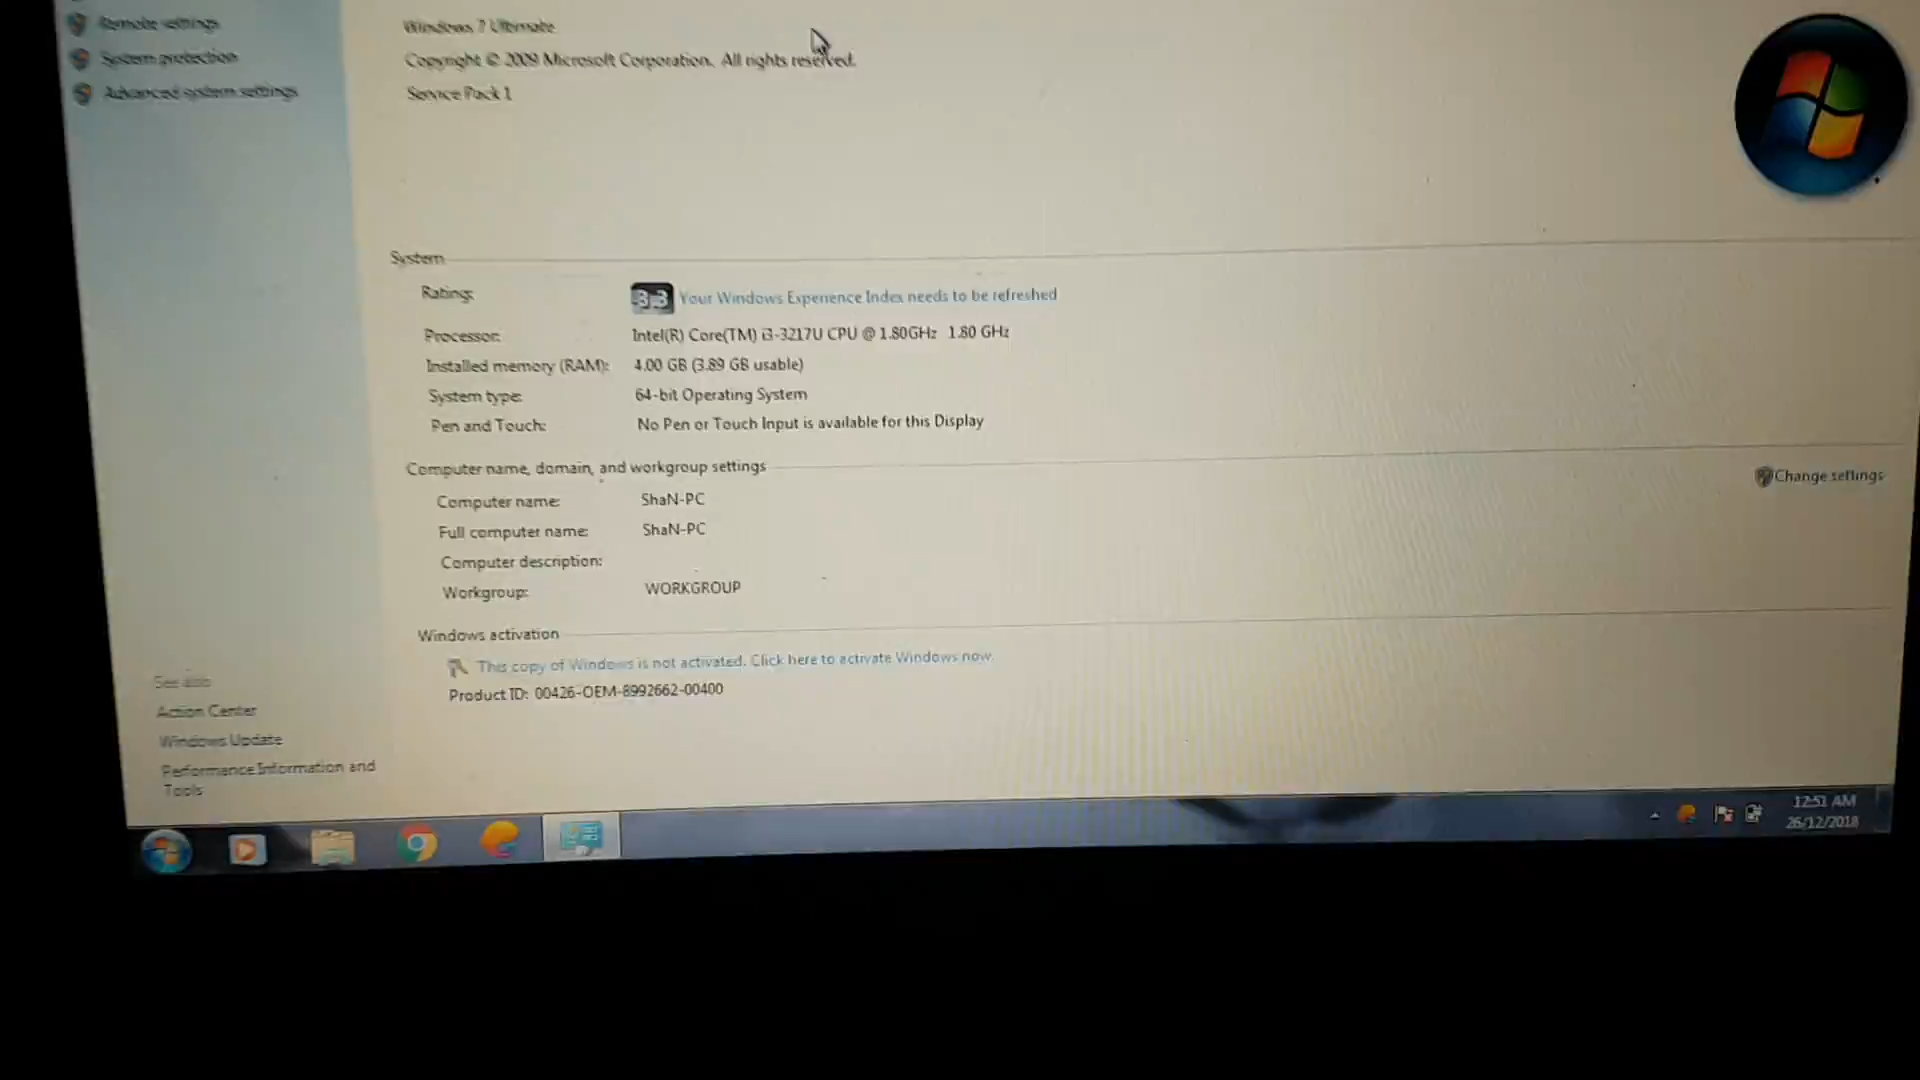 Remote settings
System protection
Advanced system settings
Windows 7 Ultimate
Copyright © 2009 Microsoft Corporation. All rights reserved.
Service Pack 1
System
Rating:
3.3 Your Windows Experience Index needs to be refreshed
Processor: Intel(R) Core(TM) i3-3217U CPU @ 1.80GHz 1.80 GHz
Installed memory (RAM): 4.00 GB (3.89 GB usable)
System type: 64-bit Operating System
Pen and Touch: No Pen or Touch Input is available for this Display
Computer name, domain, and workgroup settings
Change settings
Computer name: ShaN-PC
Full computer name: ShaN-PC
Computer description:
Workgroup: WORKGROUP
Windows activation
This copy of Windows is not activated. Click here to activate Windows now.
Product ID: 00426-OEM-8992662-00400
See also
Action Center
Windows Update
Performance Information and
Tools
12:51 AM
26/12/2018